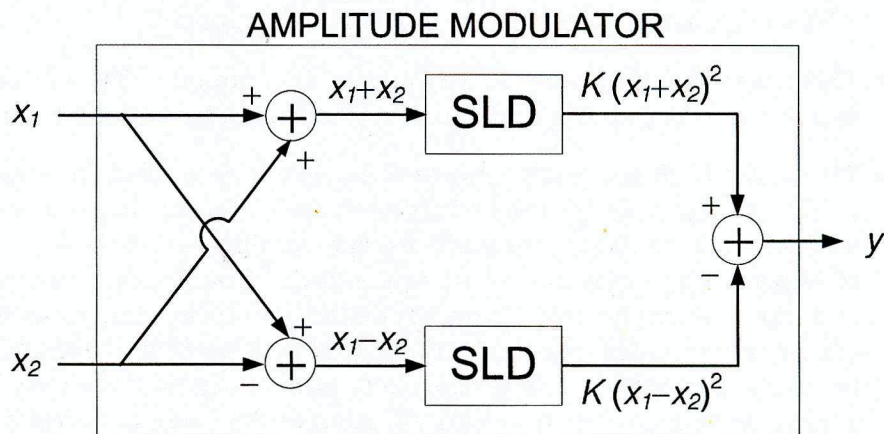 AMPLITUDE MODULATOR
x₁
+
+
+
x₁+x₂
SLD
K(x₁+x₂)²
+
+
−
y
x₂
+
−
+
x₁−x₂
SLD
K(x₁−x₂)²